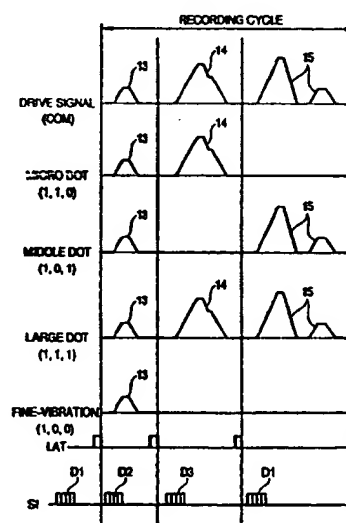 RECORDING CYCLE
13
14
15
DRIVE SIGNAL
(COM)
13
14
MICRO DOT
(1, 1, 0)
13
15
MIDDLE DOT
(1, 0, 1)
13
14
15
LARGE DOT
(1, 1, 1)
13
FINE-VIBRATION
(1, 0, 0)
LAT
D1 D2 D3 D1
SI